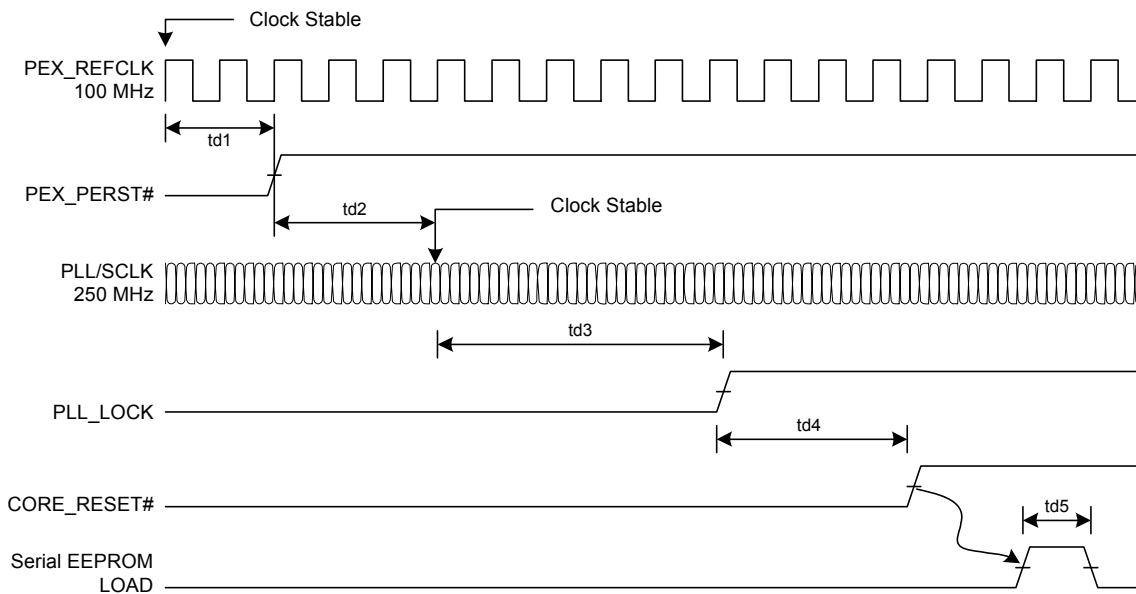 Clock Stable
PEX_REFCLK
100 MHz
td1
PEX_PERST#
td2
Clock Stable
PLL/SCLK
250 MHz
td3
PLL_LOCK
td4
CORE_RESET#
td5
Serial EEPROM
LOAD